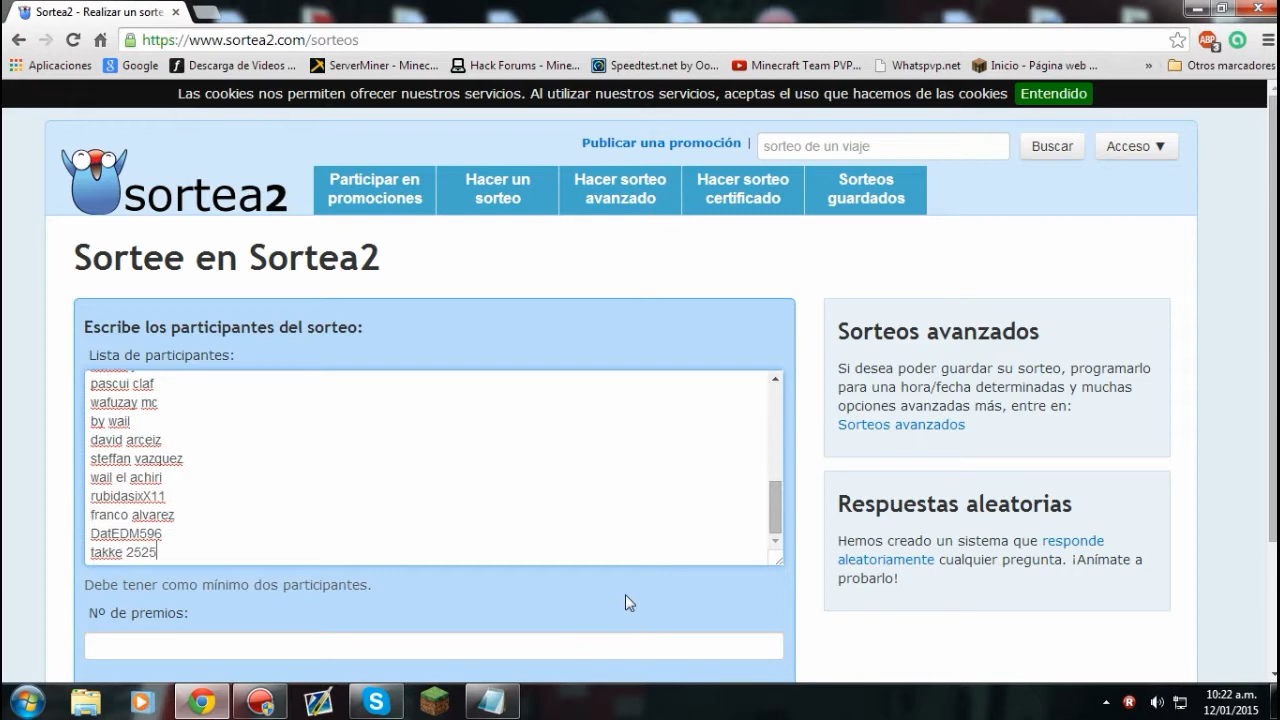 Sortea2 - Realizar un sorte
https://www.sortea2.com/sorteos
ABP
3
Aplicaciones
Google
Descarga de Videos ...
ServerMiner - Minec...
Hack Forums - Mine...
Speedtest.net by Oo...
Minecraft Team PVP...
Whatspvp.net
Inicio - Página web ...
»
Otros marcadores
Las cookies nos permiten ofrecer nuestros servicios. Al utilizar nuestros servicios, aceptas el uso que hacemos de las cookies
Entendido
Publicar una promoción |
sorteo de un viaje
Buscar
Acceso ▼
sortea2
Participar en
promociones
Hacer un
sorteo
Hacer sorteo
avanzado
Hacer sorteo
certificado
Sorteos
guardados
Sortee en Sortea2
Escribe los participantes del sorteo:
Lista de participantes:
pascui claf
wafuzay mc
by wail
david arceiz
steffan vazquez
wail el achiri
rubidasixX11
franco alvarez
DatEDM596
takke 2525
Debe tener como mínimo dos participantes.
Nº de premios:
Sorteos avanzados
Si desea poder guardar su sorteo, programarlo
para una hora/fecha determinadas y muchas
opciones avanzadas más, entre en:
Sorteos avanzados
Respuestas aleatorias
Hemos creado un sistema que responde
aleatoriamente cualquier pregunta. ¡Anímate a
probarlo!
10:22 a.m.
12/01/2015